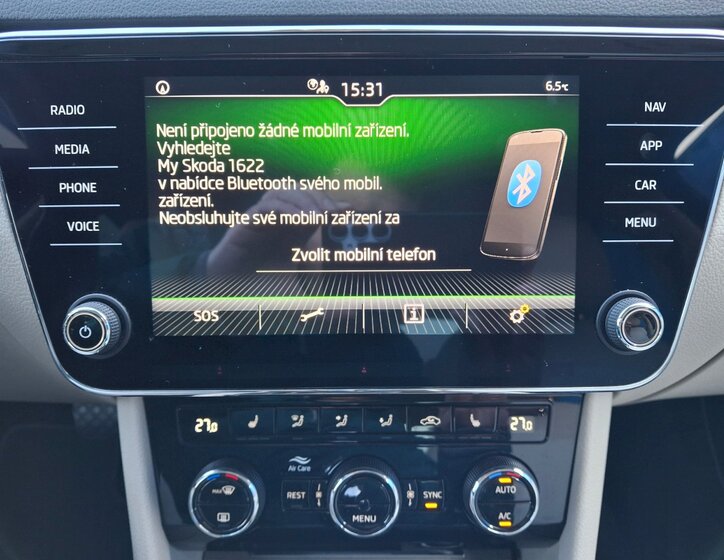 15:31
6.5°C
RADIO
MEDIA
PHONE
VOICE
Není připojeno žádné mobilní zařízení.
Vyhledejte
My Skoda 1622
v nabídce Bluetooth svého mobil.
zařízení.
Neobsluhujte své mobilní zařízení za
Zvolit mobilní telefon
SOS
NAV
APP
CAR
MENU
27.0
27.0
Air Care
MAX
REST
MENU
SYNC
AUTO
A/C